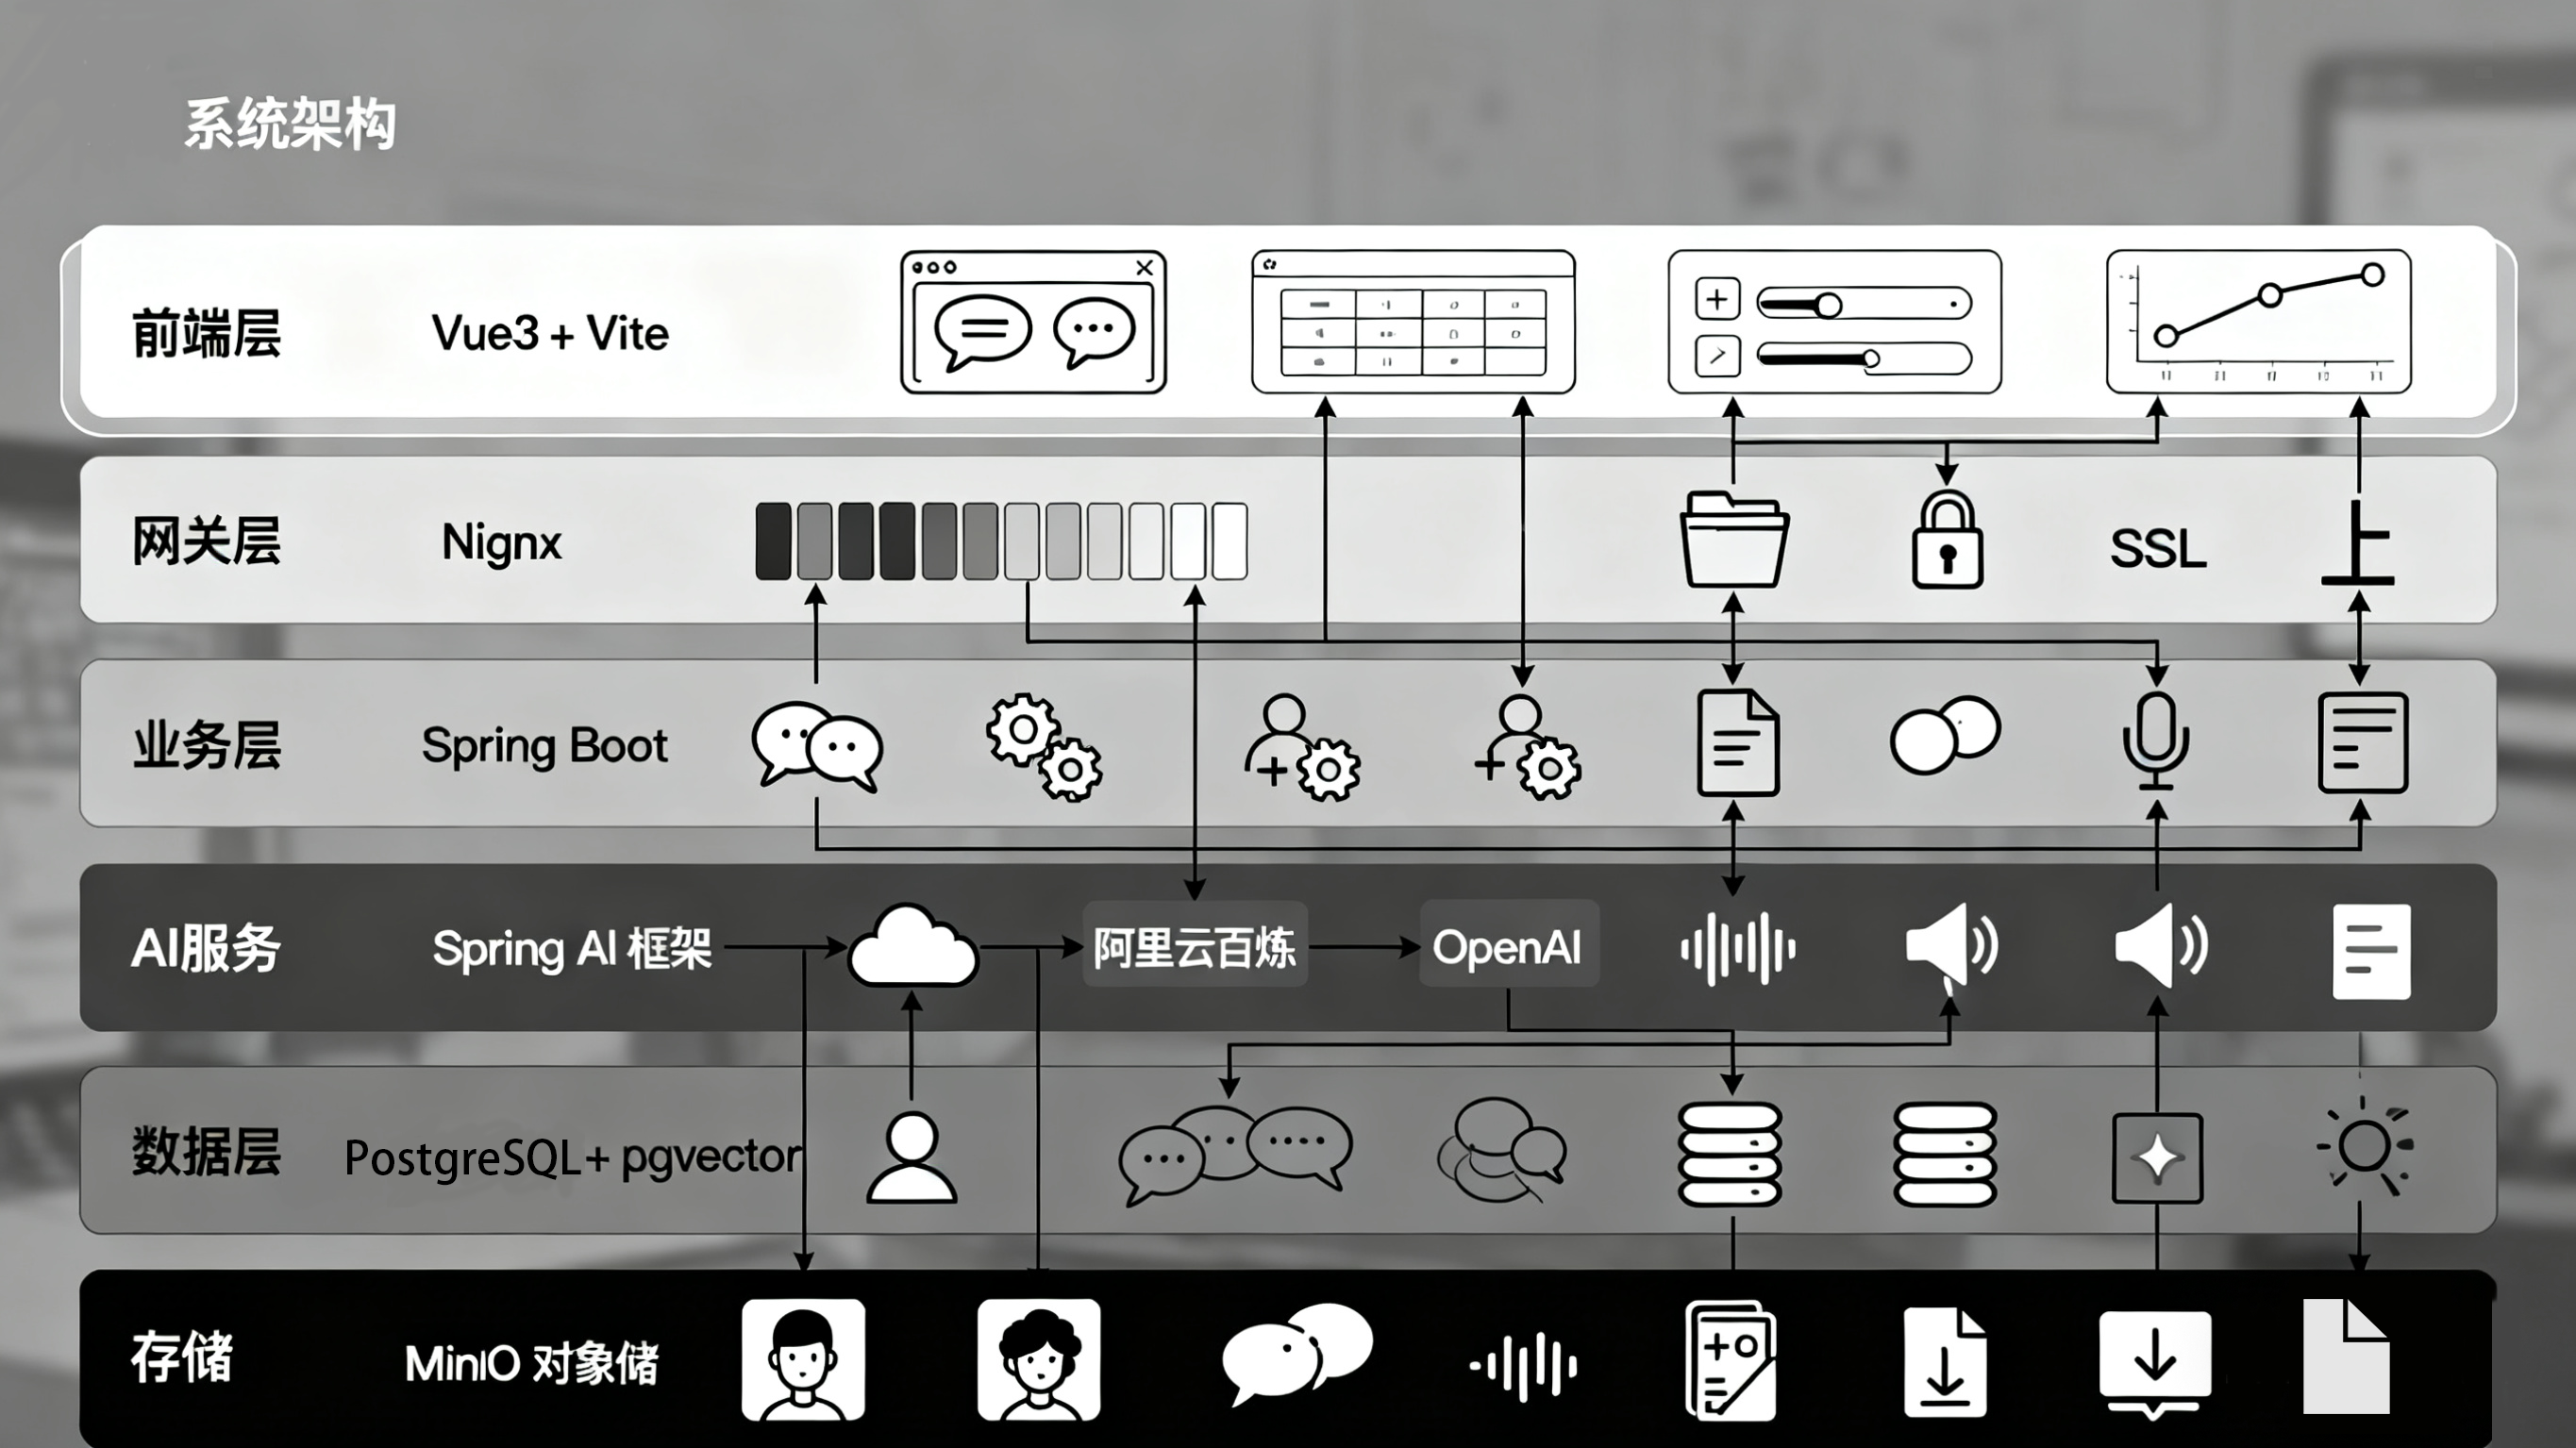 系统架构
前端层 Vue3 + Vite
网关层 Nignx SSL
业务层 Spring Boot
AI服务 Spring AI 框架 阿里云百炼 OpenAI
数据层 PostgreSQL+ pgvector
存储 MinIO 对象储